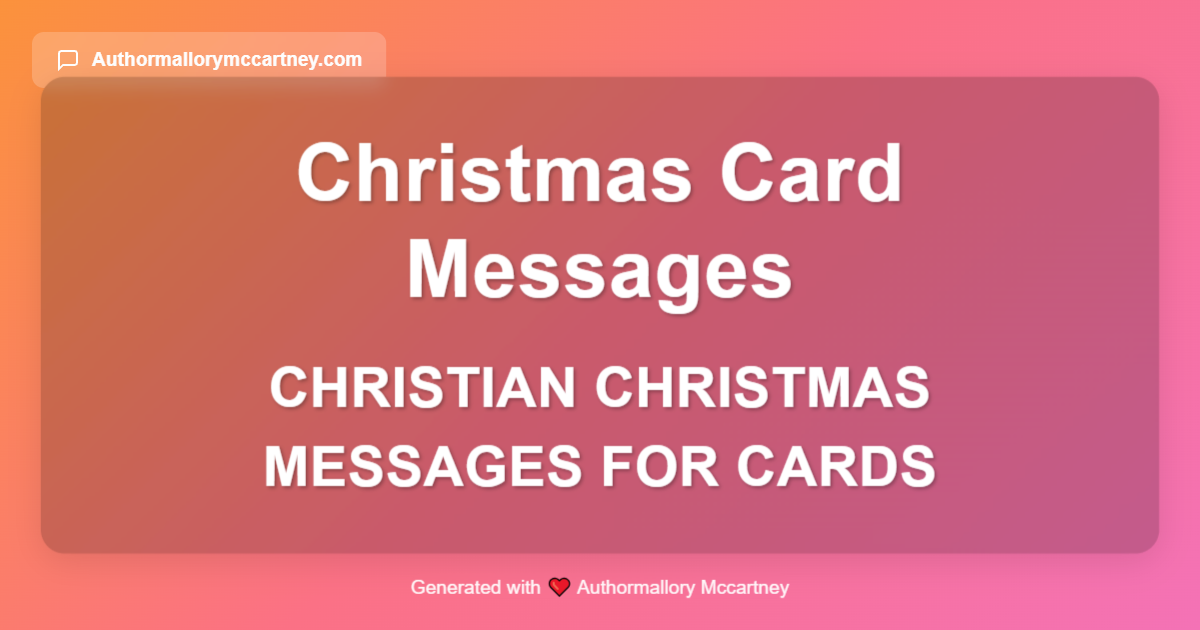 Authormallorymccartney.com
Christmas Card
Messages
CHRISTIAN CHRISTMAS
MESSAGES FOR CARDS
Generated with ❤️ Authormallory Mccartney